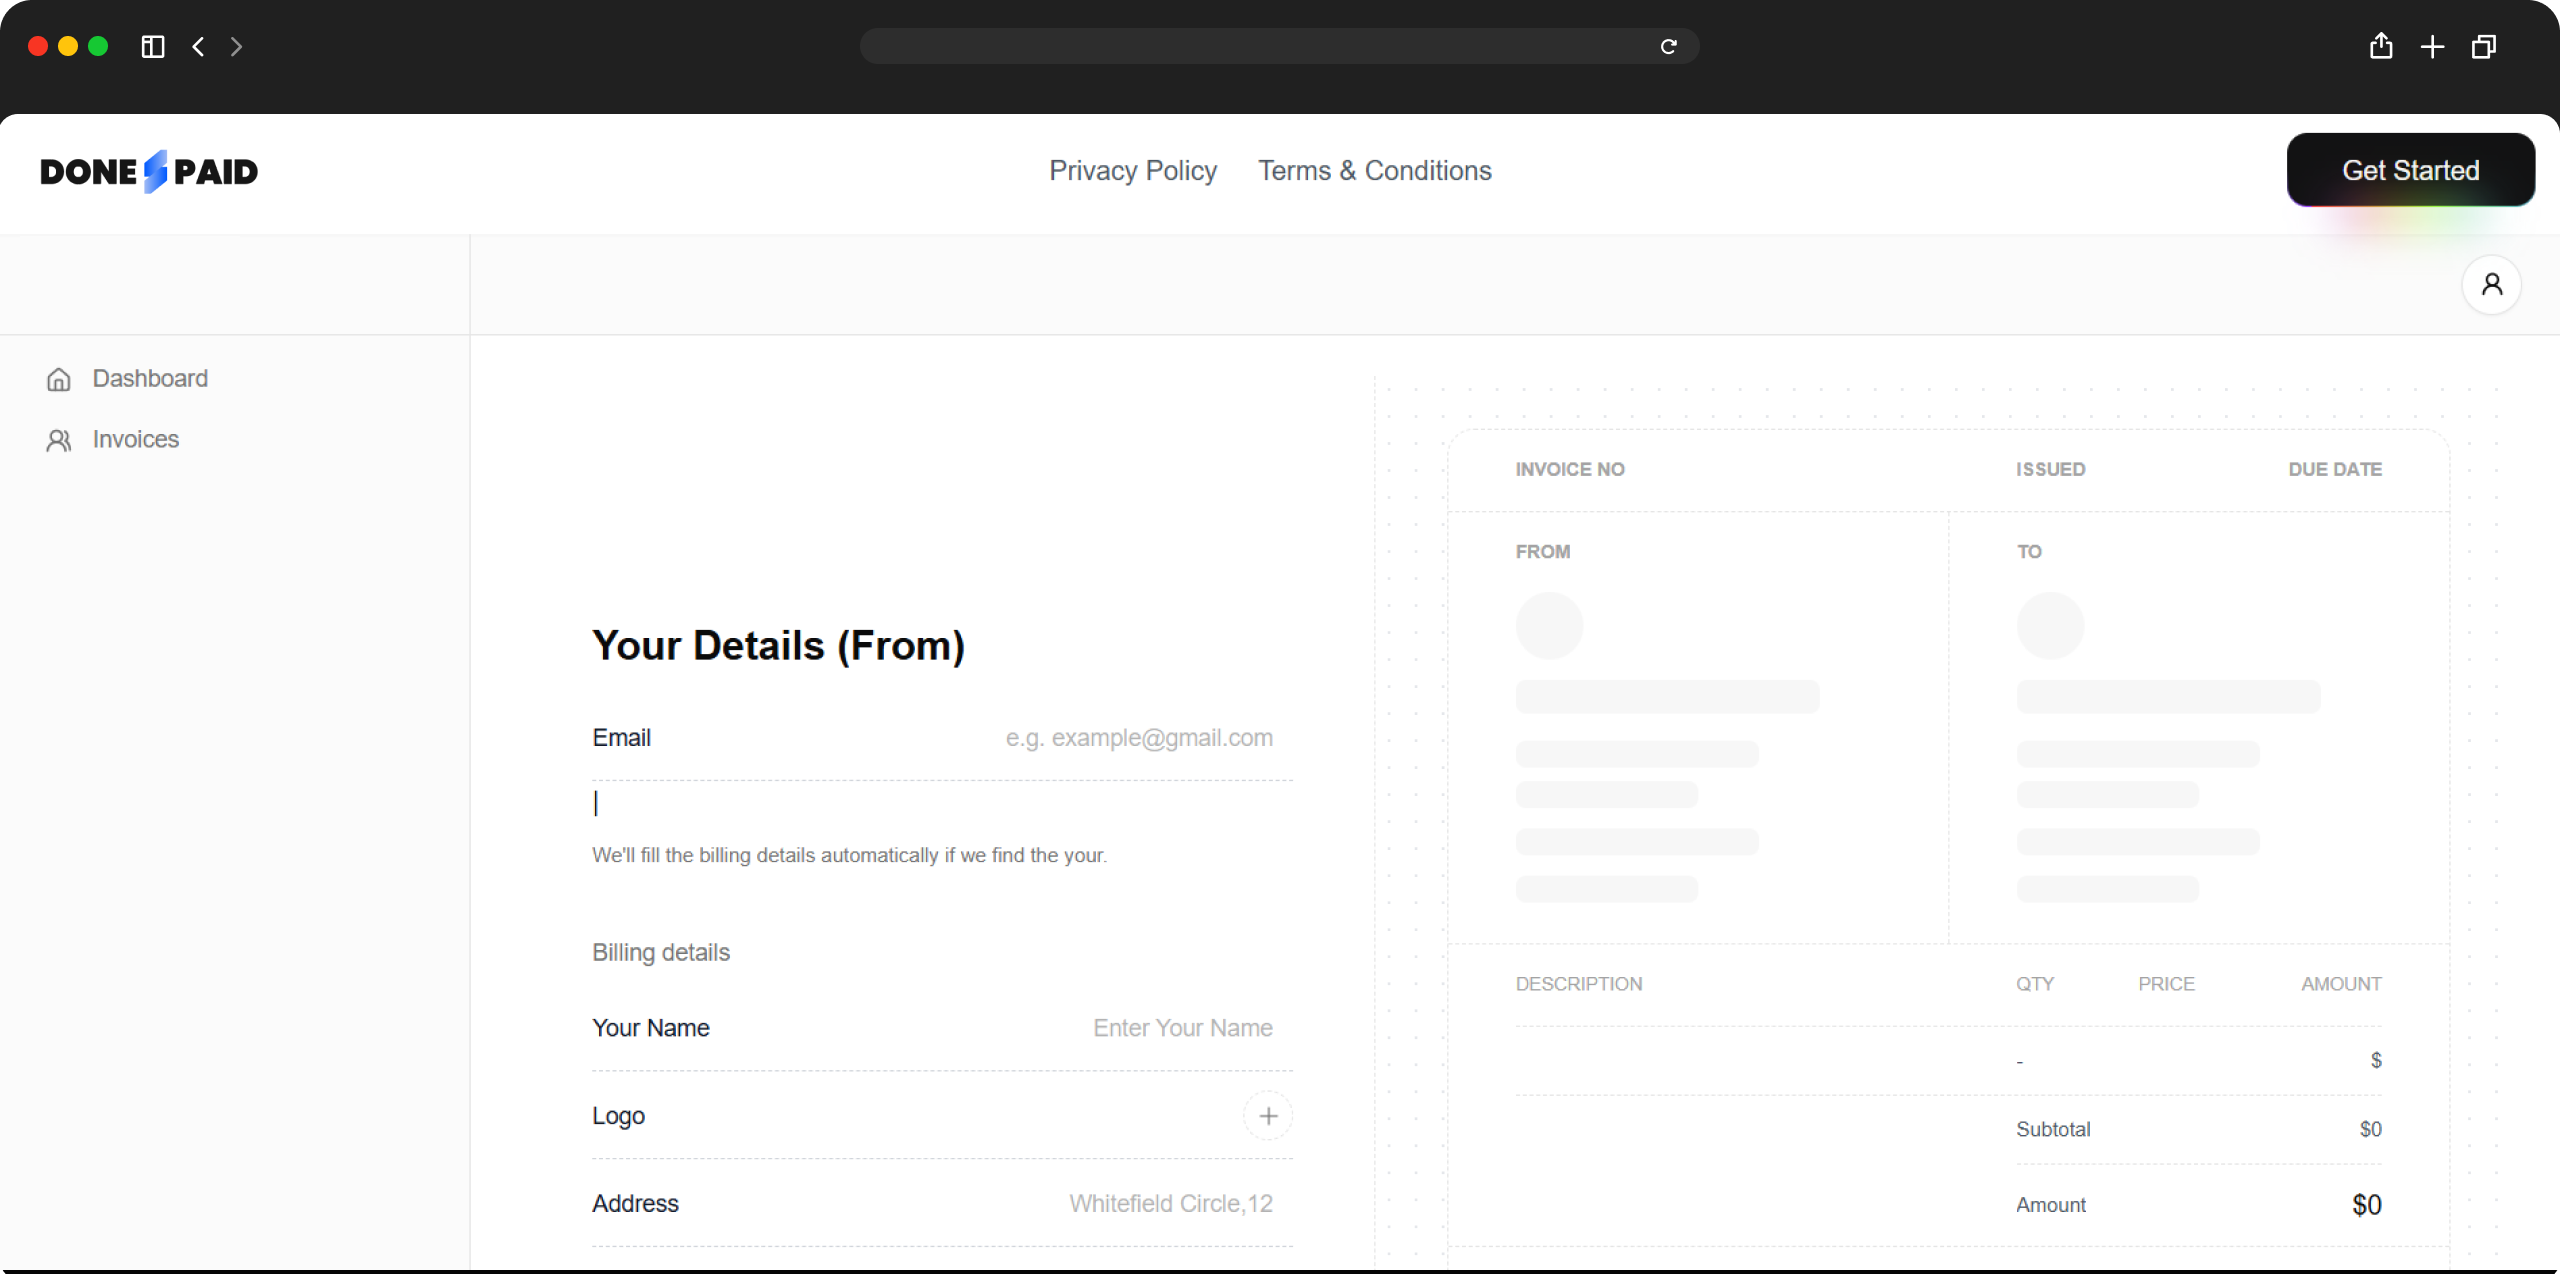 DONE PAID
Privacy Policy
Terms & Conditions
Get Started
Dashboard
Invoices
Your Details (From)
Email
e.g. example@gmail.com
We'll fill the billing details automatically if we find the your.
Billing details
Your Name
Enter Your Name
Logo
Address
Whitefield Circle,12
INVOICE NO
ISSUED
DUE DATE
FROM
TO
DESCRIPTION
QTY
PRICE
AMOUNT
-
$
Subtotal
$0
Amount
$0